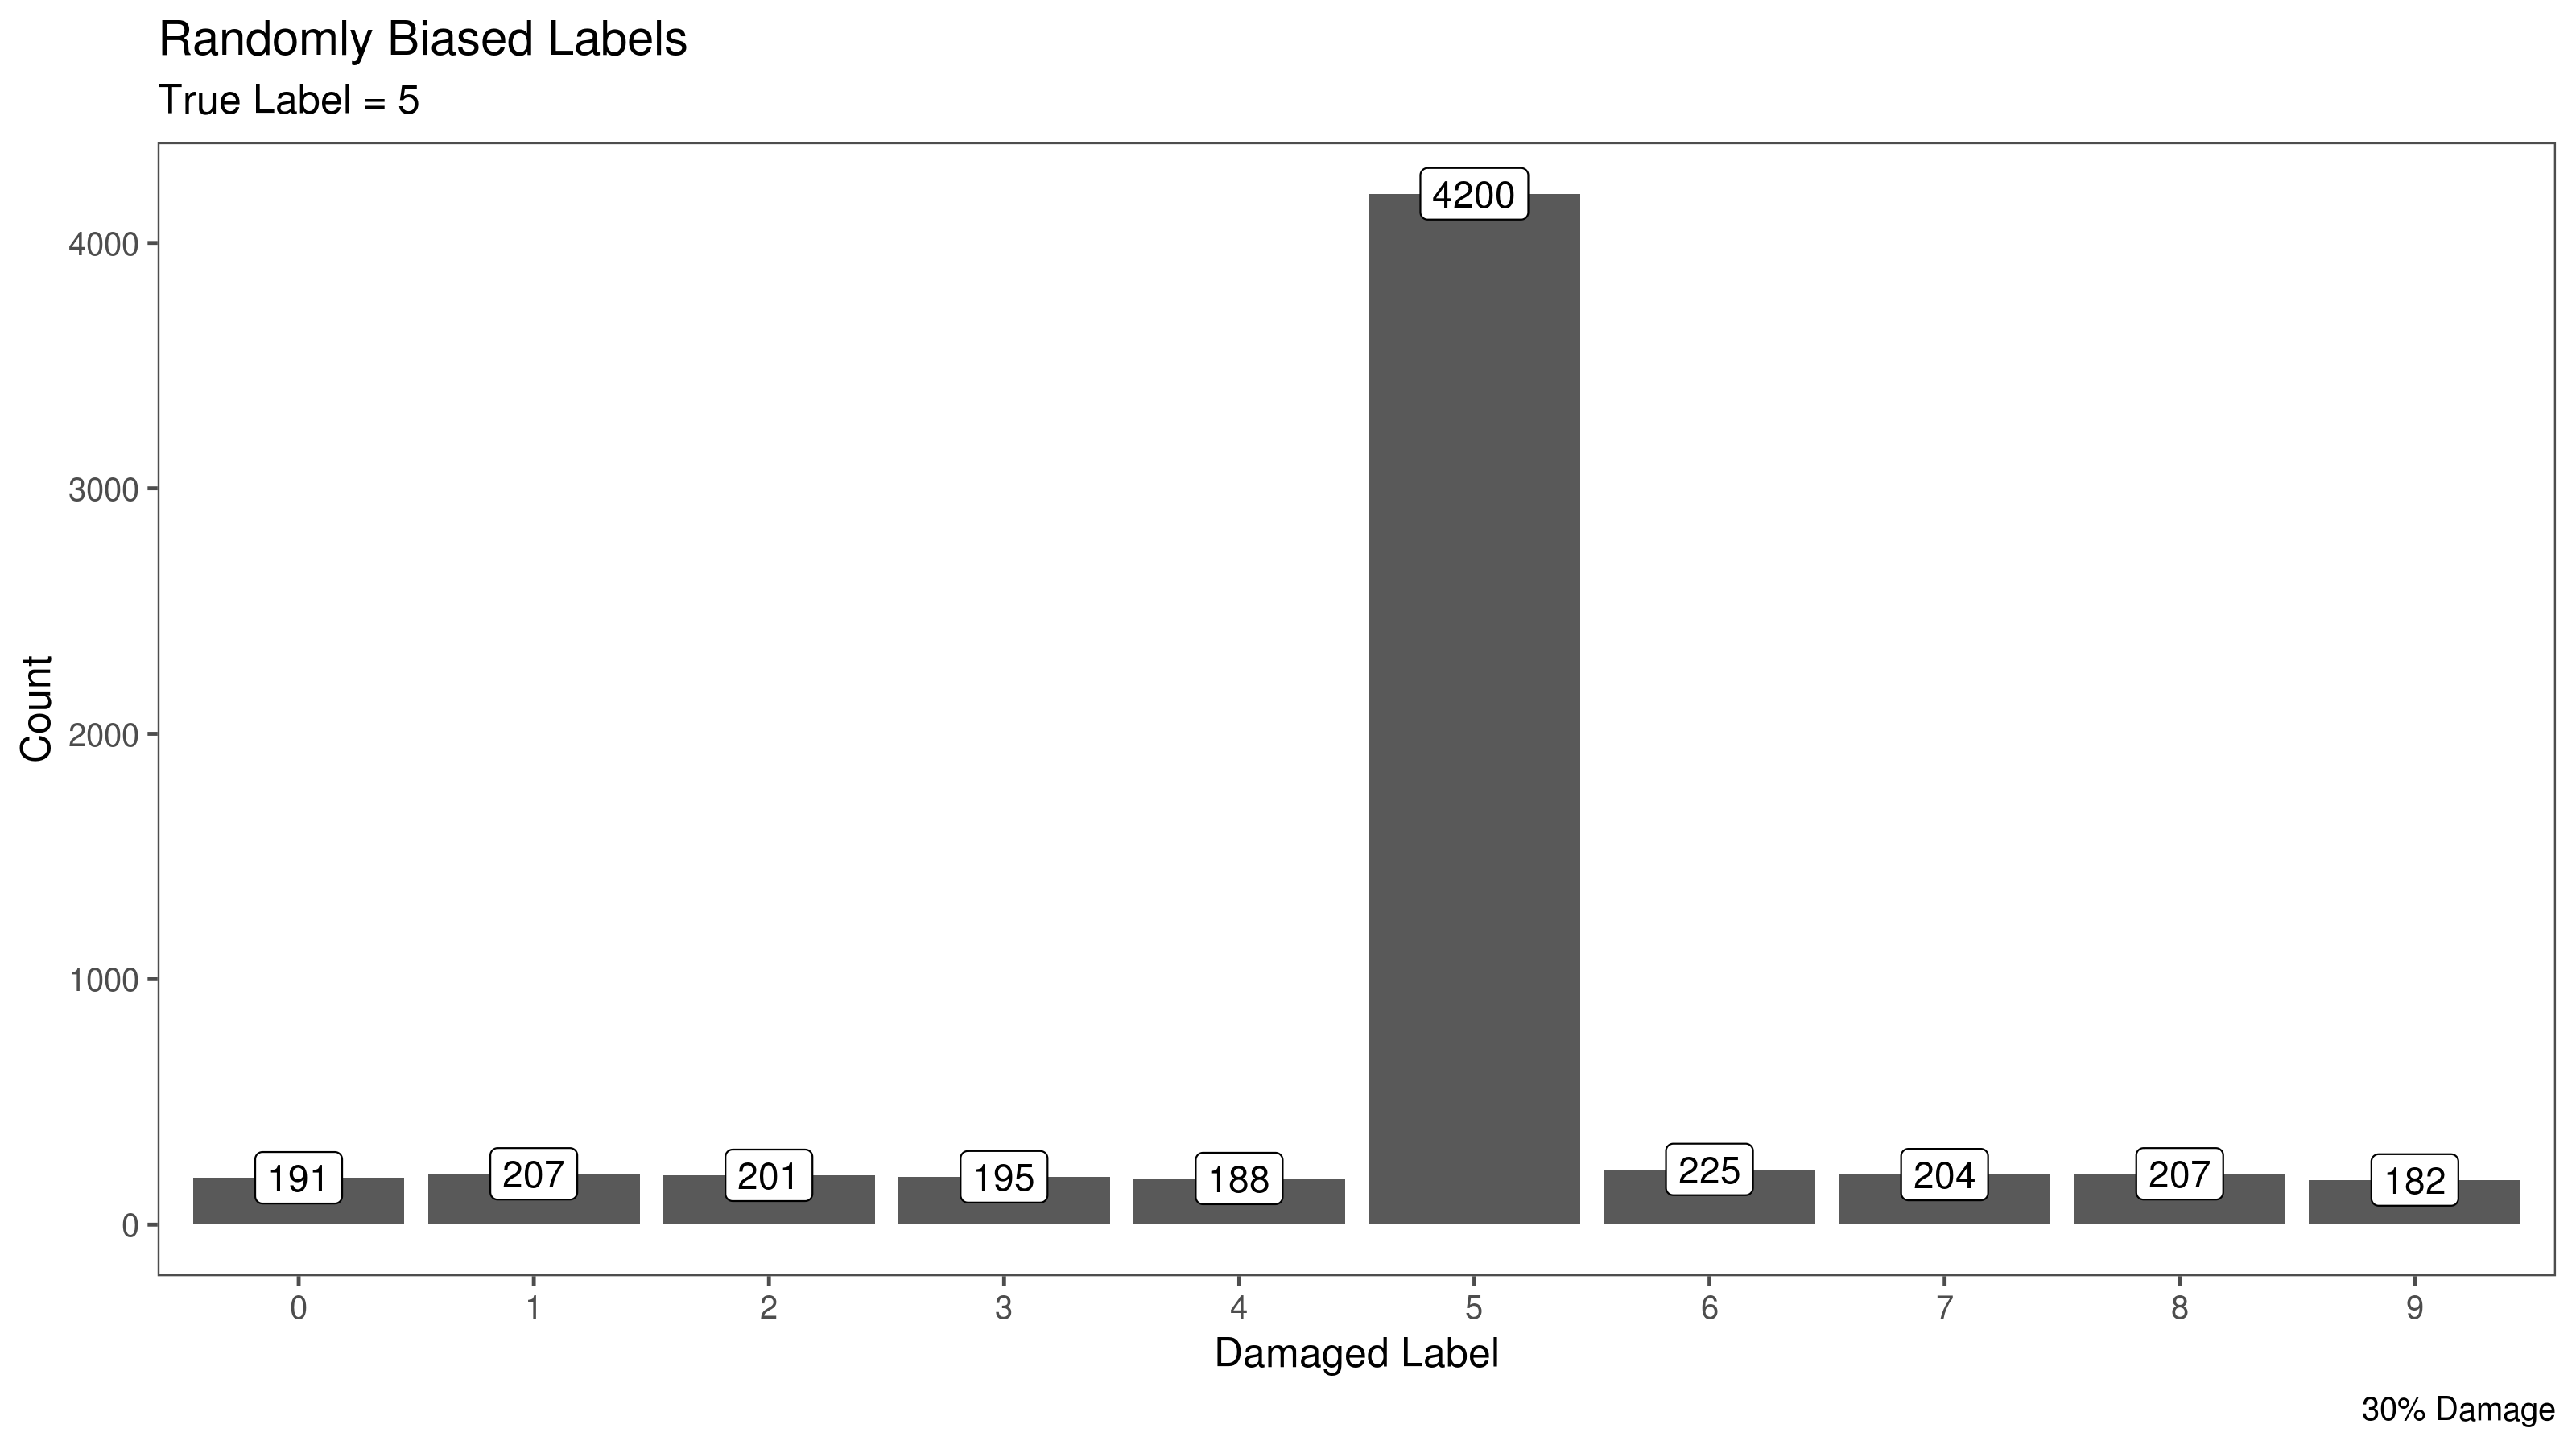 Randomly Biased Labels
True Label = 5
Count
4000
3000
2000
1000
0
4200
191
207
201
195
188
225
204
207
182
0 1 2 3 4 5 6 7 8 9
Damaged Label
30% Damage